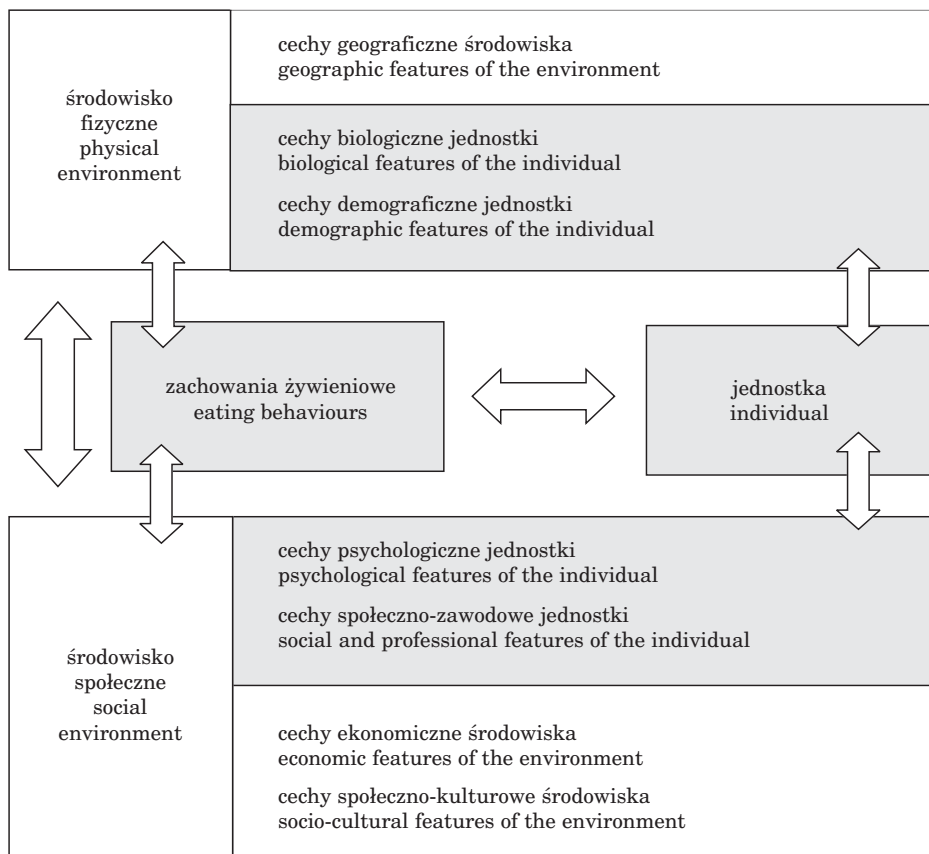 środowisko
fizyczne
physical
environment
cechy geograficzne środowiska
geographic features of the environment
cechy biologiczne jednostki
biological features of the individual
cechy demograficzne jednostki
demographic features of the individual
zachowania żywieniowe
eating behaviours
jednostka
individual
środowisko
społeczne
social
environment
cechy psychologiczne jednostki
psychological features of the individual
cechy społeczno-zawodowe jednostki
social and professional features of the individual
cechy ekonomiczne środowiska
economic features of the environment
cechy społeczno-kulturowe środowiska
socio-cultural features of the environment